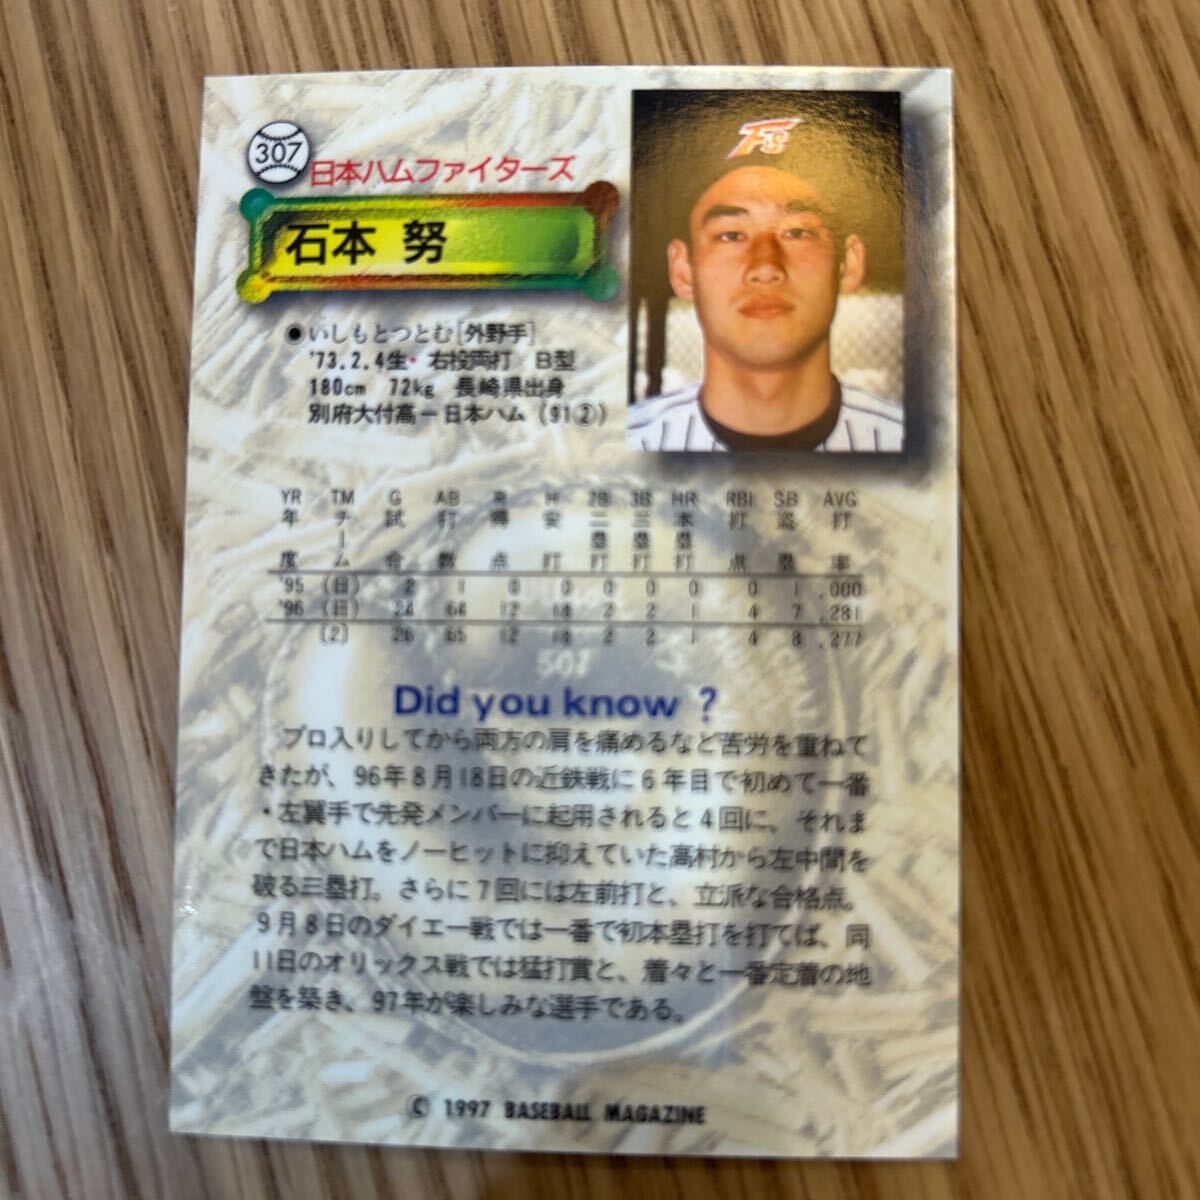 307
日本ハムファイターズ
石本 努
F's
●いしもとつとむ[外野手]
'73.2.4生・右投両打 B型
180cm 72kg 長崎県出身
別府大付高ー日本ハム (91②)
YR TM G AB R H 2B 3B HR RBI SB AVG
年度 チーム 試合 打数 得点 安打 二塁打 三塁打 本塁打 打点 盗塁 打率
'95 (日) 2 1 0 0 0 0 0 0 1 .000
'96 (日) 24 64 12 18 2 2 1 4 7 .281
[2] 26 65 12 18 2 2 1 4 8 .277
507
Did you know ?
プロ入りしてから両方の肩を痛めるなど苦労を重ねて
きたが、96年8月18日の近鉄戦に6年目で初めて一番
・左翼手で先発メンバーに起用されると4回に、それま
で日本ハムをノーヒットに抑えていた高村から左中間を
破る三塁打。さらに7回には左前打と、立派な合格点。
9月8日のダイエー戦では一番で初本塁打を打てば、同
11日のオリックス戦では猛打賞と、着々と一番定着の地
盤を築き、97年が楽しみな選手である。
© 1997 BASEBALL MAGAZINE